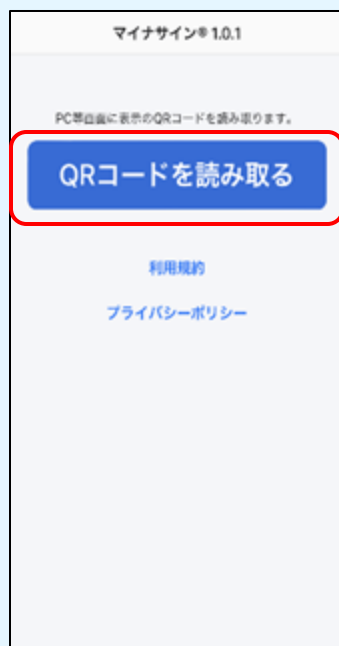 マイナサイン® 1.0.1
PC等画面に表示のQRコードを読み取ります。
QRコードを読み取る
利用規約
プライバシーポリシー